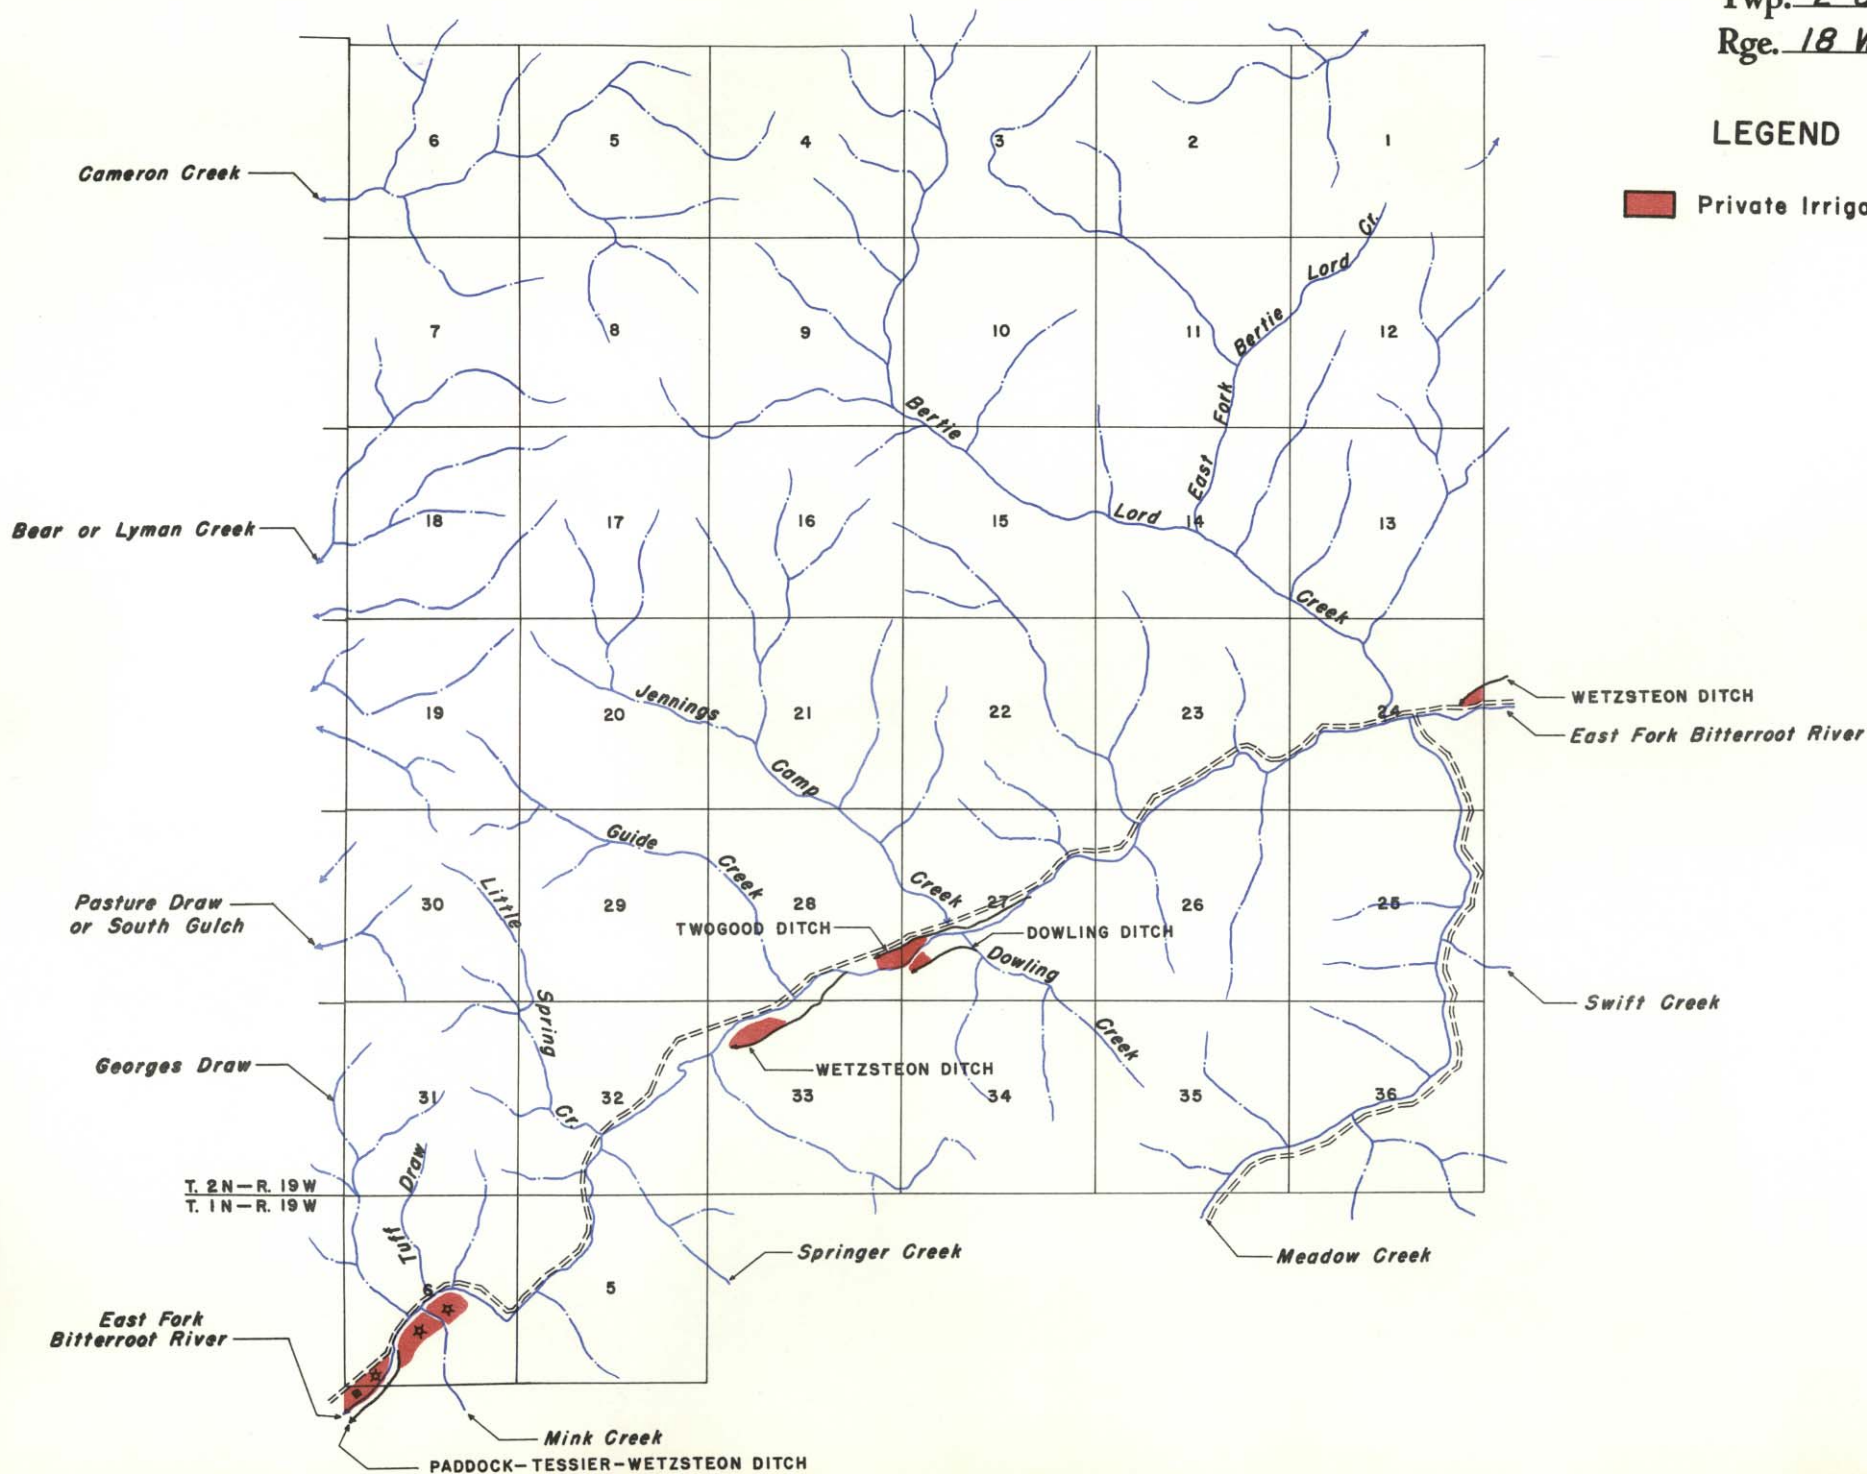 Rge. 18
LEGEND
Private
6 5 4 3 2 1
Cameron Creek
East Fork Bertie Lord Cr.
7 8 9 10 11 12
Bertie Lord Creek
Bear or Lyman Creek
18 17 16 15 14 13
19 20 21 22 23 24
Jennings Camp Creek
WETZSTEON DITCH
East Fork Bitterroot River
Guide Creek
Little Spring Cr.
Pasture Draw
or South Gulch
30 29 28 27 26 25
TWOGOOD DITCH
DOWLING DITCH
Dowling Creek
Swift Creek
Georges Draw
WETZSTEON DITCH
31 32 33 34 35 36
Tuff Draw
T. 2N-R. 19W
T. 1N-R. 19W
Springer Creek
Meadow Creek
6 5
East Fork
Bitterroot River
Mink Creek
PADDOCK-TESSIER-WETZSTEON DITCH